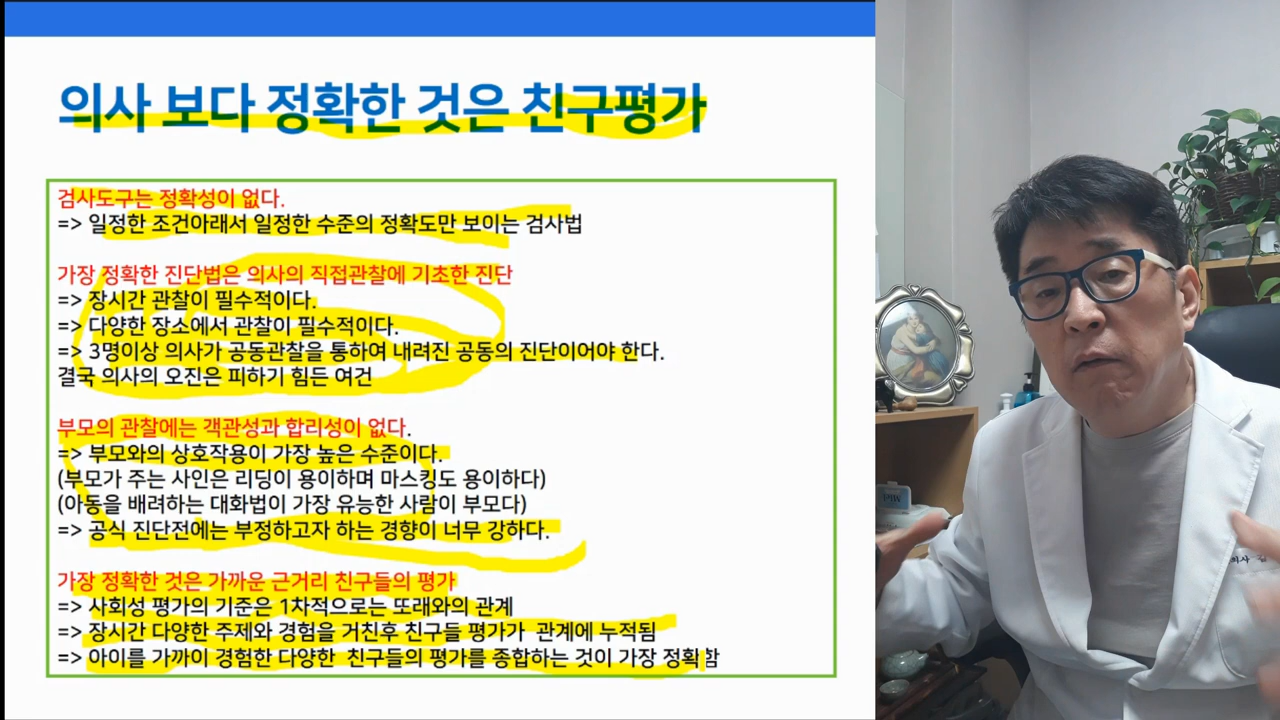 의사 보다 정확한 것은 친구평가
검사도구는 정확성이 없다.
=> 일정한 조건아래서 일정한 수준의 정확도만 보이는 검사법
가장 정확한 진단법은 의사의 직접관찰에 기초한 진단
=> 장시간 관찰이 필수적이다.
=> 다양한 장소에서 관찰이 필수적이다.
=> 3명이상 의사가 공동관찰을 통하여 내려진 공동의 진단이어야 한다.
결국 의사의 오진은 피하기 힘든 여건
부모의 관찰에는 객관성과 합리성이 없다.
=> 부모와의 상호작용이 가장 높은 수준이다.
(부모가 주는 사인은 리딩이 용이하며 마스킹도 용이하다)
(아동을 배려하는 대화법이 가장 유능한 사람이 부모다)
=> 공식 진단전에는 부정하고자 하는 경향이 너무 강하다.
가장 정확한 것은 가까운 근거리 친구들의 평가
=> 사회성 평가의 기준은 1차적으로는 또래와의 관계
=> 장시간 다양한 주제와 경험을 거친후 친구들 평가가 관계에 누적됨
=> 아이를 가까이 경험한 다양한 친구들의 평가를 종합하는 것이 가장 정확함